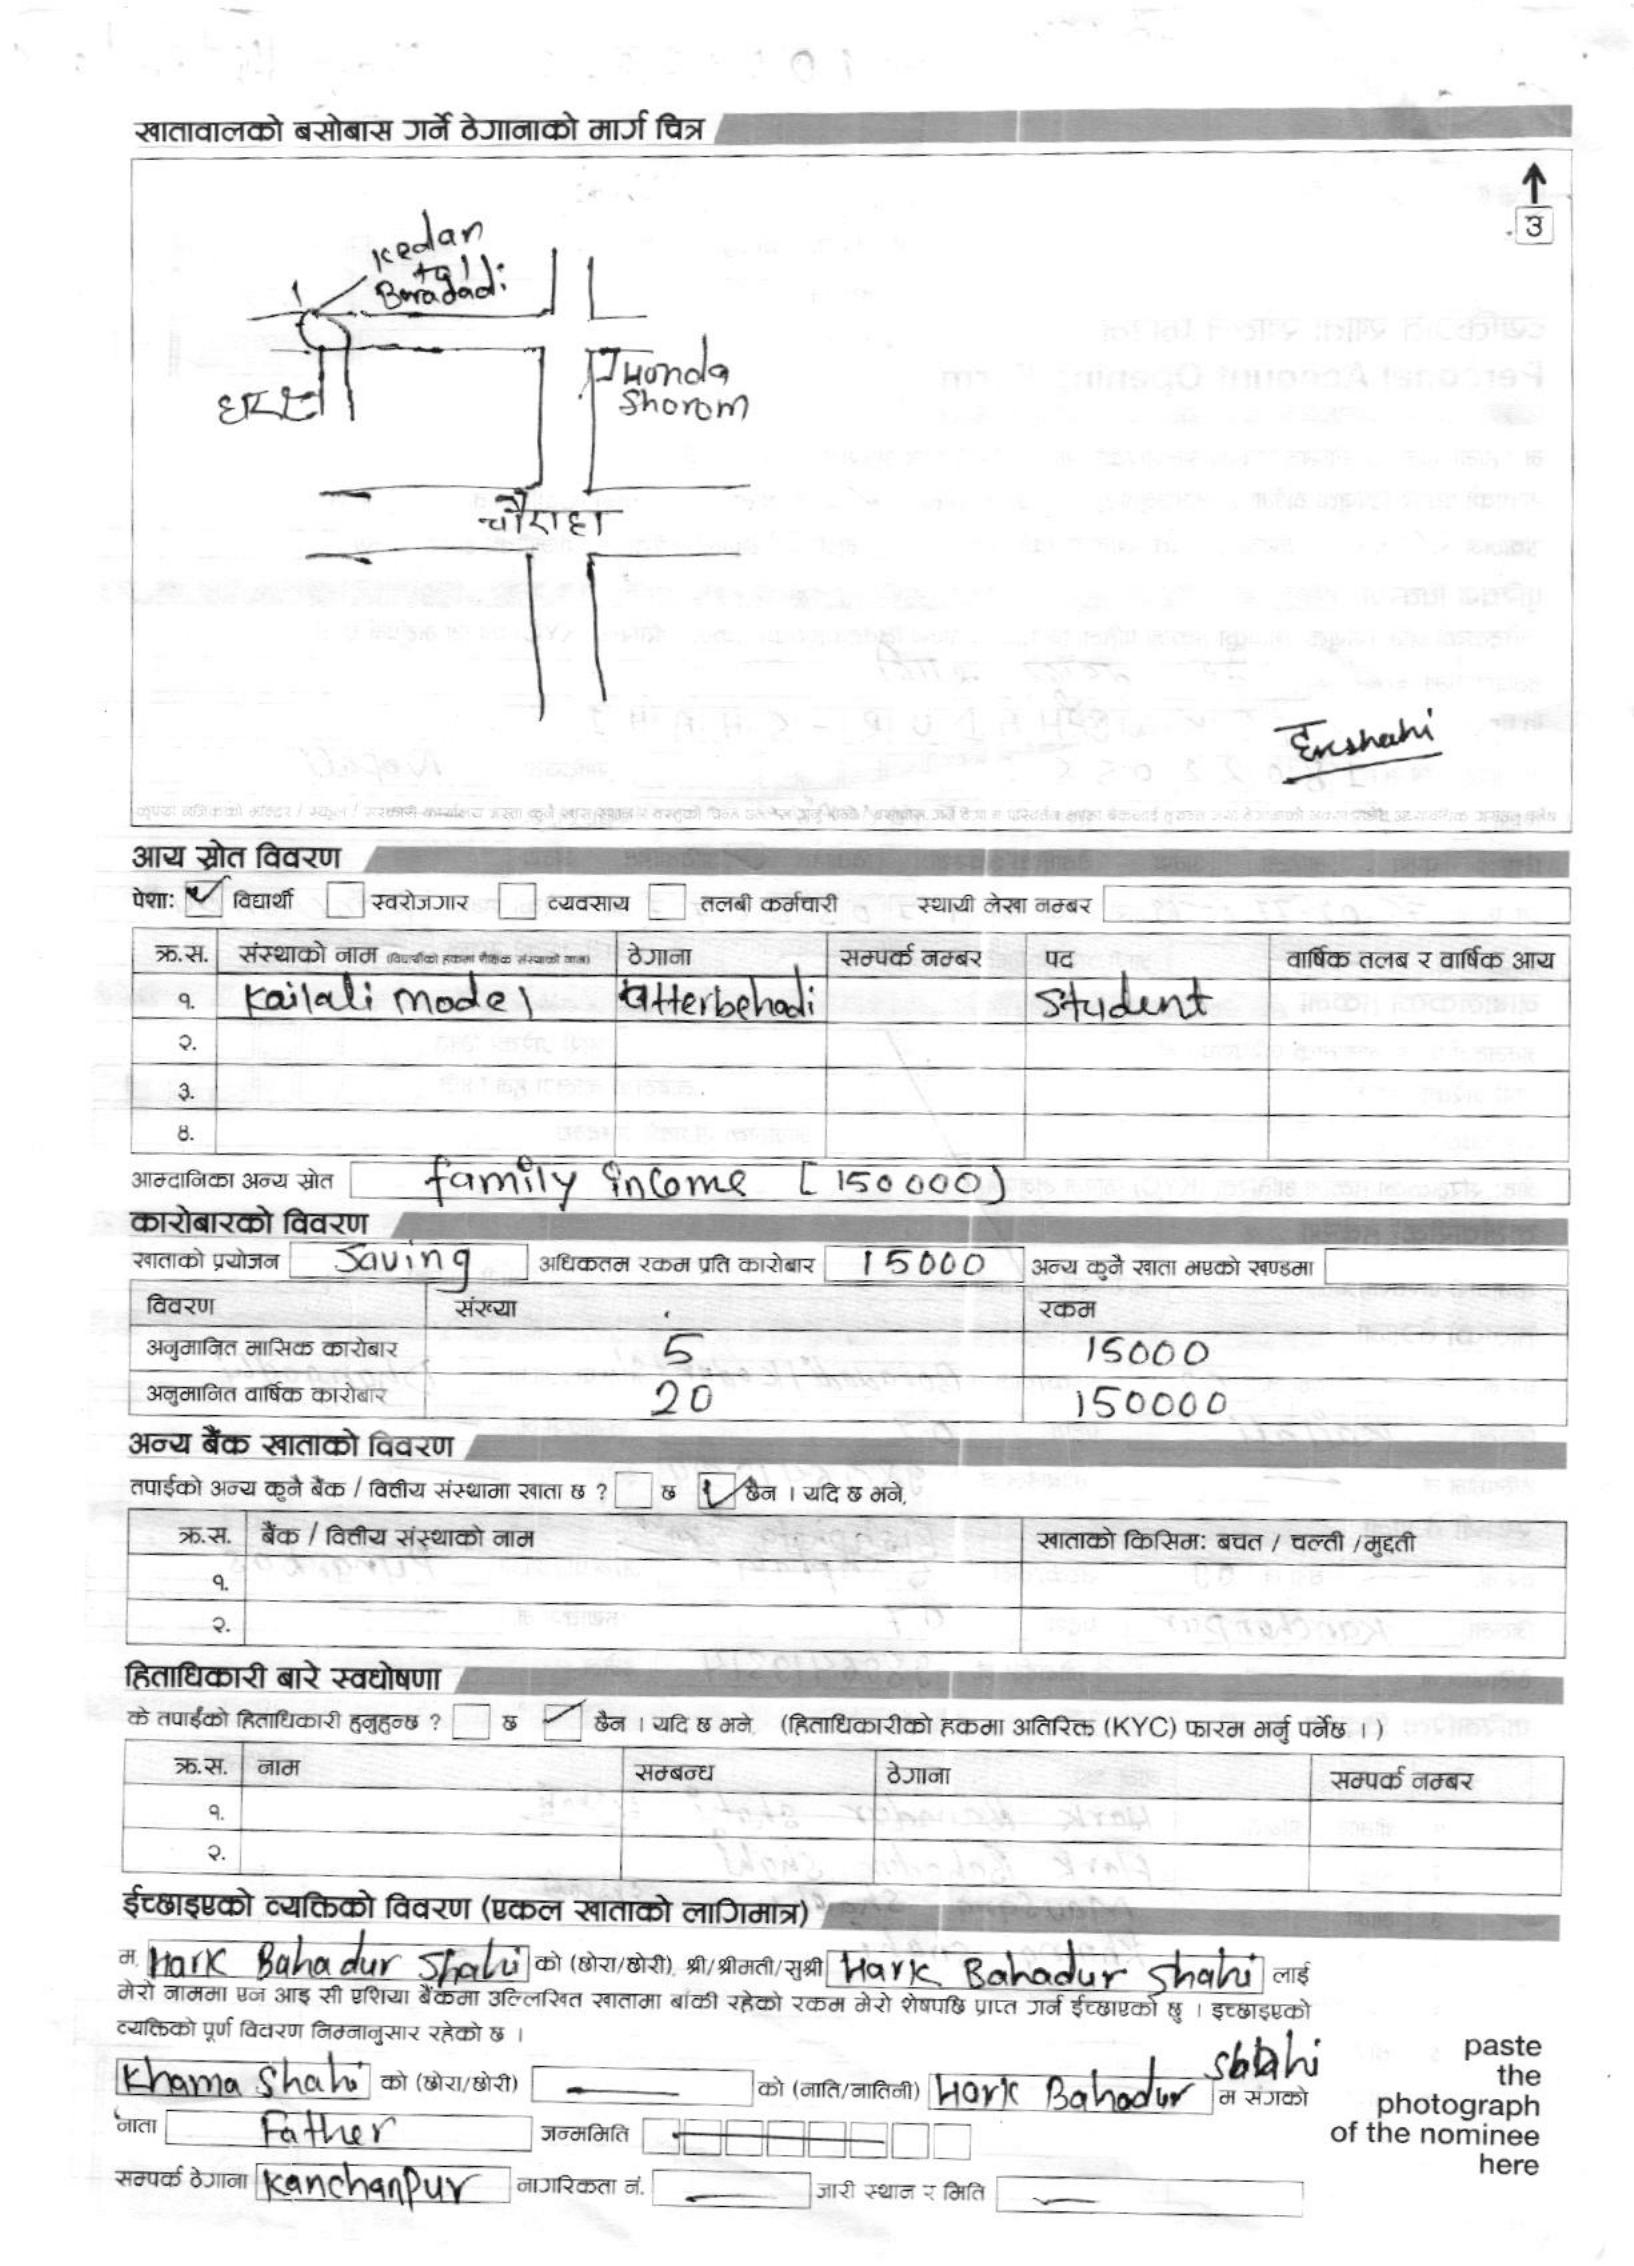 खातावालको बसोबास गर्ने ठेगानाको मार्ग चित्र
उ
Kedan
tal
Boradadi
Honda
Shorom
चौराहा
आय स्रोत विवरण
पेशा: विद्यार्थी स्वरोजगार व्यवसाय तलबी कर्मचारी स्थायी लेखा नम्बर
क्र.स. संस्थाको नाम (विद्यार्थीको हकमा शैक्षिक संस्थाको नाम) ठेगाना सम्पर्क नम्बर पद वार्षिक तलब र वार्षिक आय
१. Kailali model atterbehadi Student
२.
३.
४.
आम्दानिका अन्य स्रोत family income [150000)
कारोबारको विवरण
खाताको प्रयोजन Saving अधिकतम रकम प्रति कारोबार 15000 अन्य कुनै खाता भएको खण्डमा
विवरण संख्या रकम
अनुमानित मासिक कारोबार 5 15000
अनुमानित वार्षिक कारोबार 20 150000
अन्य बैंक खाताको विवरण
तपाईको अन्य कुनै बैंक / वित्तीय संस्थामा खाता छ ? छ छैन । यदि छ भने,
क्र.स. बैंक / वित्तीय संस्थाको नाम खाताको किसिम: बचत / चल्ती /मुद्दती
१.
२.
हिताधिकारी बारे स्वघोषणा
के तपाईको हिताधिकारी हुनुहुन्छ ? छ छैन । यदि छ भने, (हिताधिकारीको हकमा अतिरिक्त (KYC) फारम भर्नु पर्नेछ । )
क्र.स. नाम सम्बन्ध ठेगाना सम्पर्क नम्बर
१.
२.
ईच्छाइएको व्यक्तिको विवरण (एकल खाताको लागिमात्र)
म, Hark Bahadur Shahi को (छोरा/छोरी), श्री/श्रीमती/सुश्री Hark Bahadur Shahi लाई
मेरो नाममा एन आइ सी एशिया बैंकमा उल्लिखित खातामा बाँकी रहेको रकम मेरो शेषपछि प्राप्त गर्न ईच्छाएको छु । इच्छाइएको
व्यक्तिको पूर्ण विवरण निम्नानुसार रहेको छ ।
Khama Shahi को (छोरा/छोरी) को (नाति/नातिनी) Hark Bahadur Shahi म संगको
नाता Father जन्ममिति
सम्पर्क ठेगाना Kanchanpur नागरिकता नं. जारी स्थान र मिति
paste
the
photograph
of the nominee
here